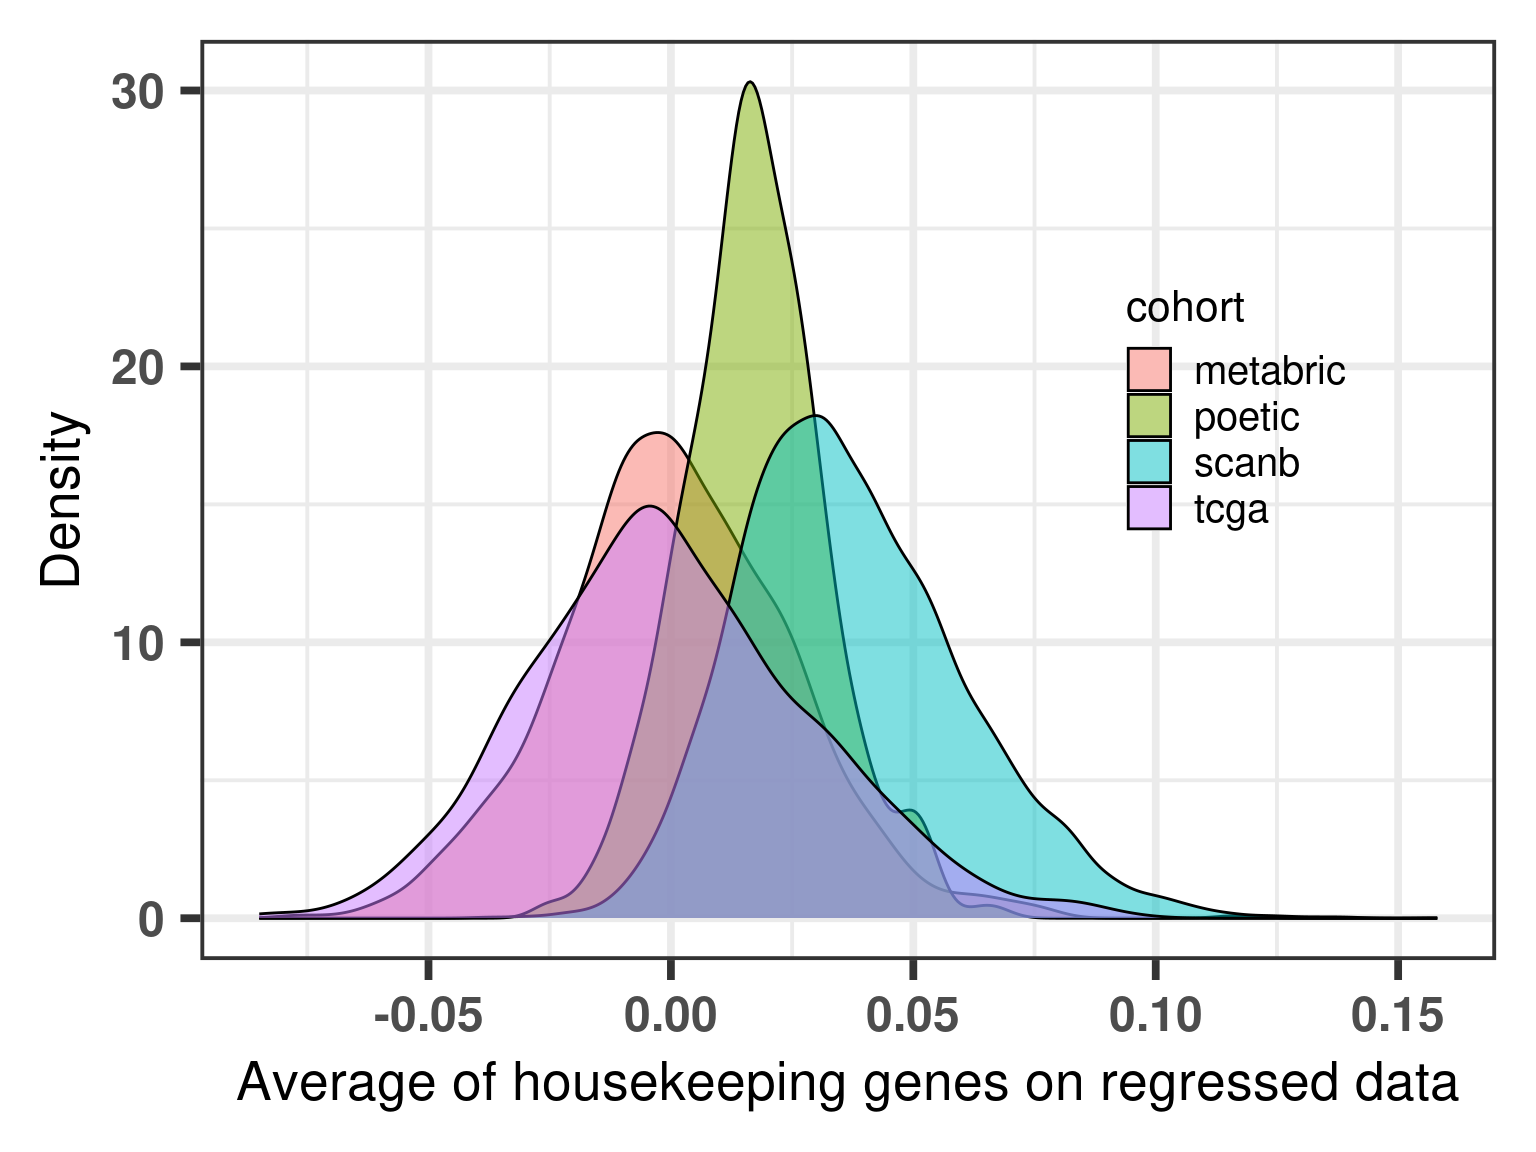 30
20
10
0
Density
cohort
metabric
poetic
scanb
tcga
-0.05 0.00 0.05 0.10 0.15
Average of housekeeping genes on regressed data